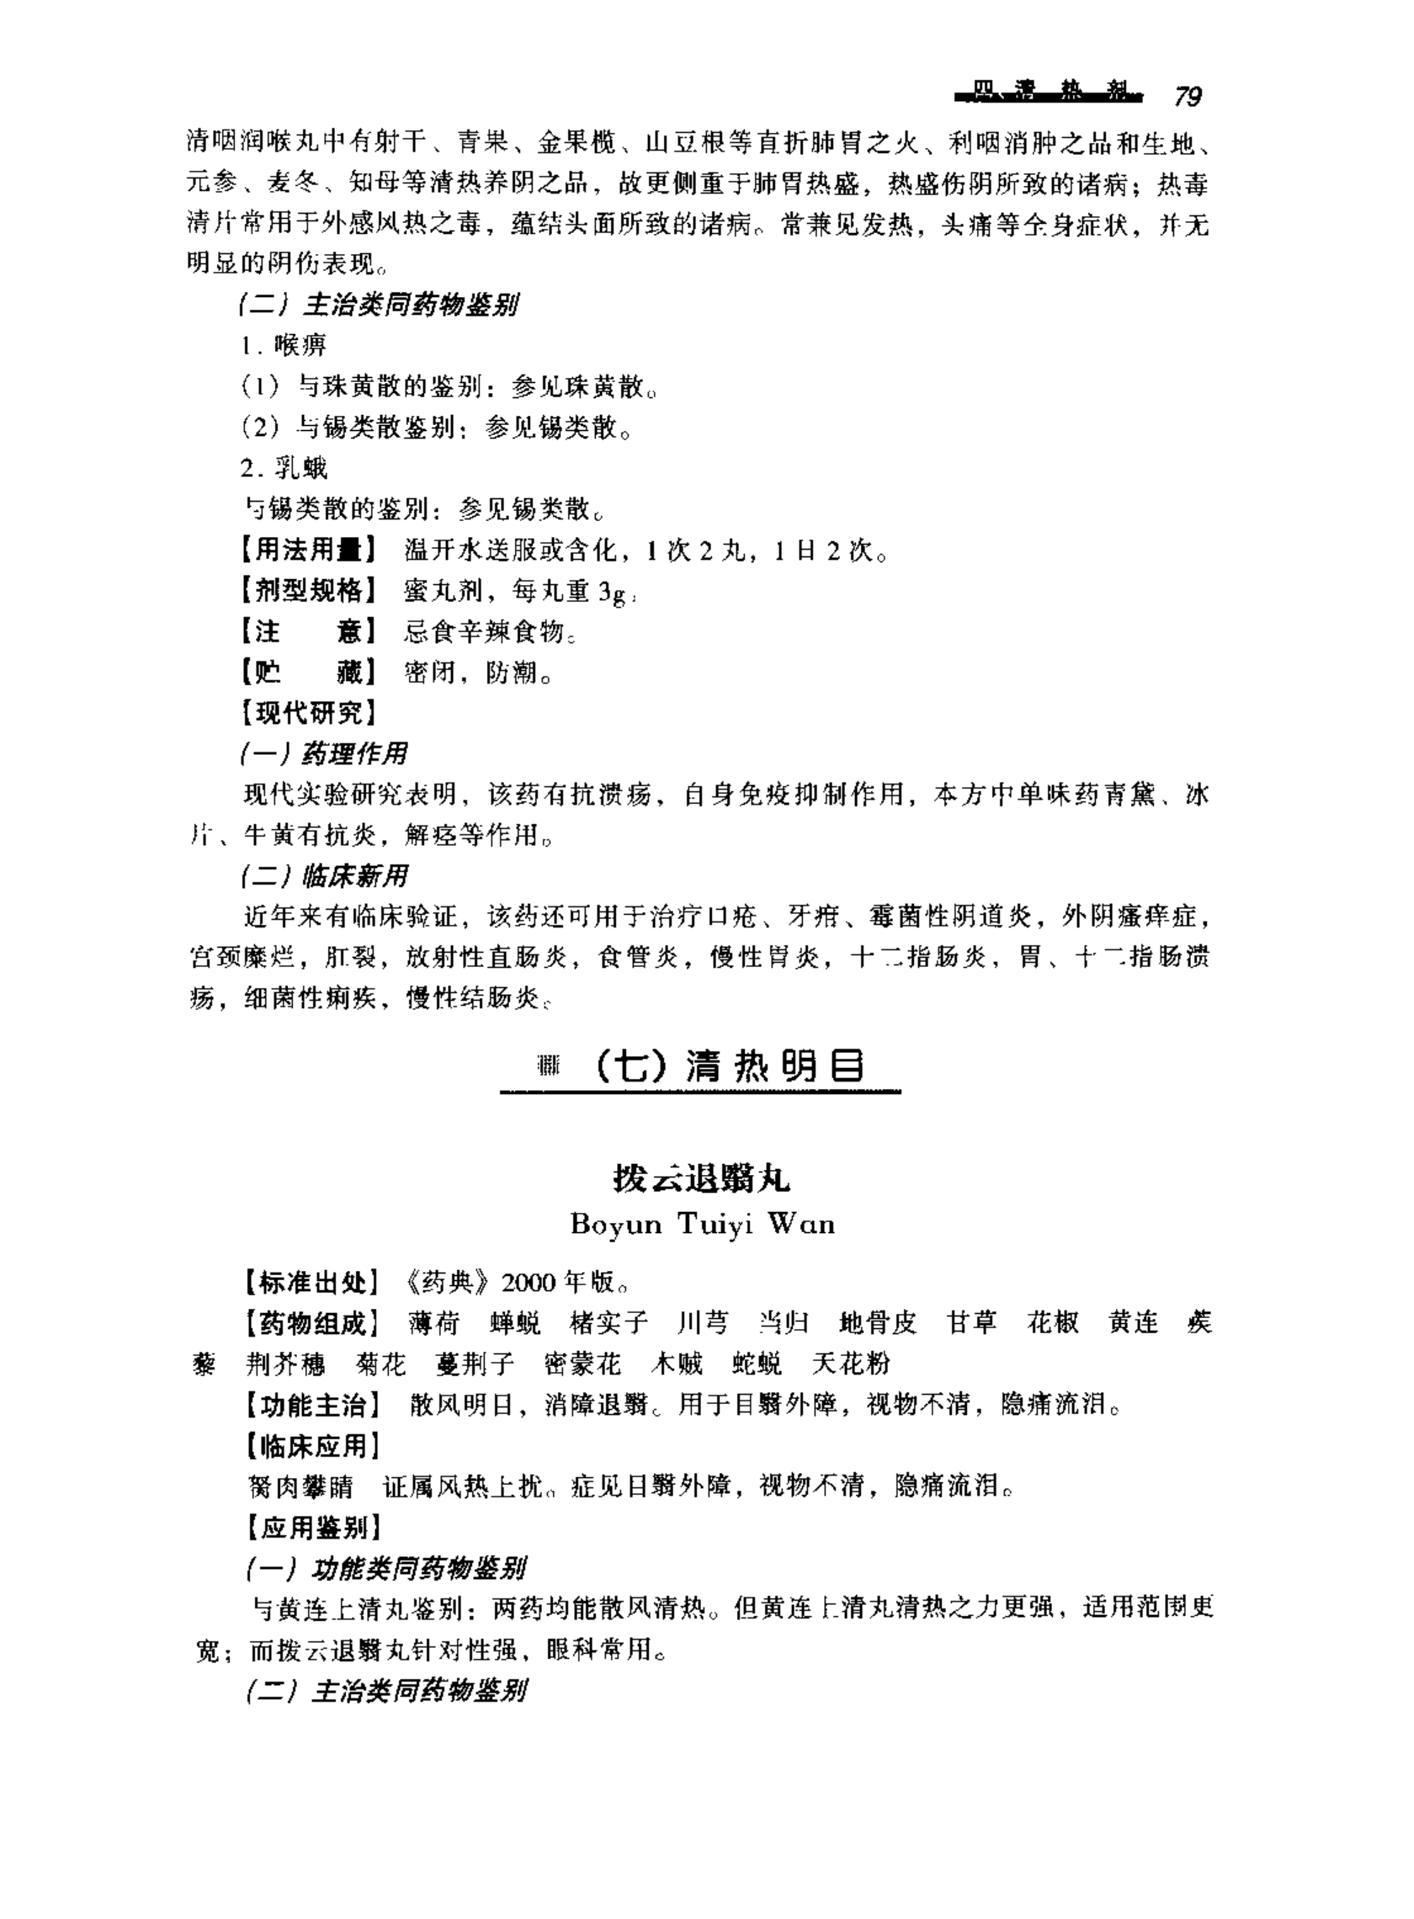 四、清热剂 79
清咽润喉丸中有射干、青果、金果榄、山豆根等直折肺胃之火、利咽消肿之品和生地、
元参、麦冬、知母等清热养阴之品，故更侧重于肺胃热盛，热盛伤阴所致的诸病；热毒
清片常用于外感风热之毒，蕴结头面所致的诸病。常兼见发热，头痛等全身症状，并无
明显的阴伤表现。
(二) 主治类同药物鉴别
1. 喉痹
(1) 与珠黄散的鉴别：参见珠黄散。
(2) 与锡类散鉴别：参见锡类散。
2. 乳蛾
与锡类散的鉴别：参见锡类散。
【用法用量】 温开水送服或含化，1次2丸，1日2次。
【剂型规格】 蜜丸剂，每丸重3g。
【注　　意】 忌食辛辣食物。
【贮　　藏】 密闭，防潮。
【现代研究】
(一) 药理作用
现代实验研究表明，该药有抗溃疡，自身免疫抑制作用，本方中单味药青黛、冰
片、牛黄有抗炎，解痉等作用。
(二) 临床新用
近年来有临床验证，该药还可用于治疗口疮、牙疳、霉菌性阴道炎，外阴瘙痒症，
宫颈糜烂，肛裂，放射性直肠炎，食管炎，慢性胃炎，十二指肠炎，胃、十二指肠溃
疡，细菌性痢疾，慢性结肠炎。
(七) 清热明目
拨云退翳丸
Boyun Tuiyi Wan
【标准出处】《药典》2000年版。
【药物组成】 薄荷 蝉蜕 楮实子 川芎 当归 地骨皮 甘草 花椒 黄连 蒺
藜 荆芥穗 菊花 蔓荆子 密蒙花 木贼 蛇蜕 天花粉
【功能主治】 散风明目，消障退翳。用于目翳外障，视物不清，隐痛流泪。
【临床应用】
胬肉攀睛　证属风热上扰。症见目翳外障，视物不清，隐痛流泪。
【应用鉴别】
(一) 功能类同药物鉴别
与黄连上清丸鉴别：两药均能散风清热。但黄连上清丸清热之力更强，适用范围更
宽；而拨云退翳丸针对性强，眼科常用。
(二) 主治类同药物鉴别